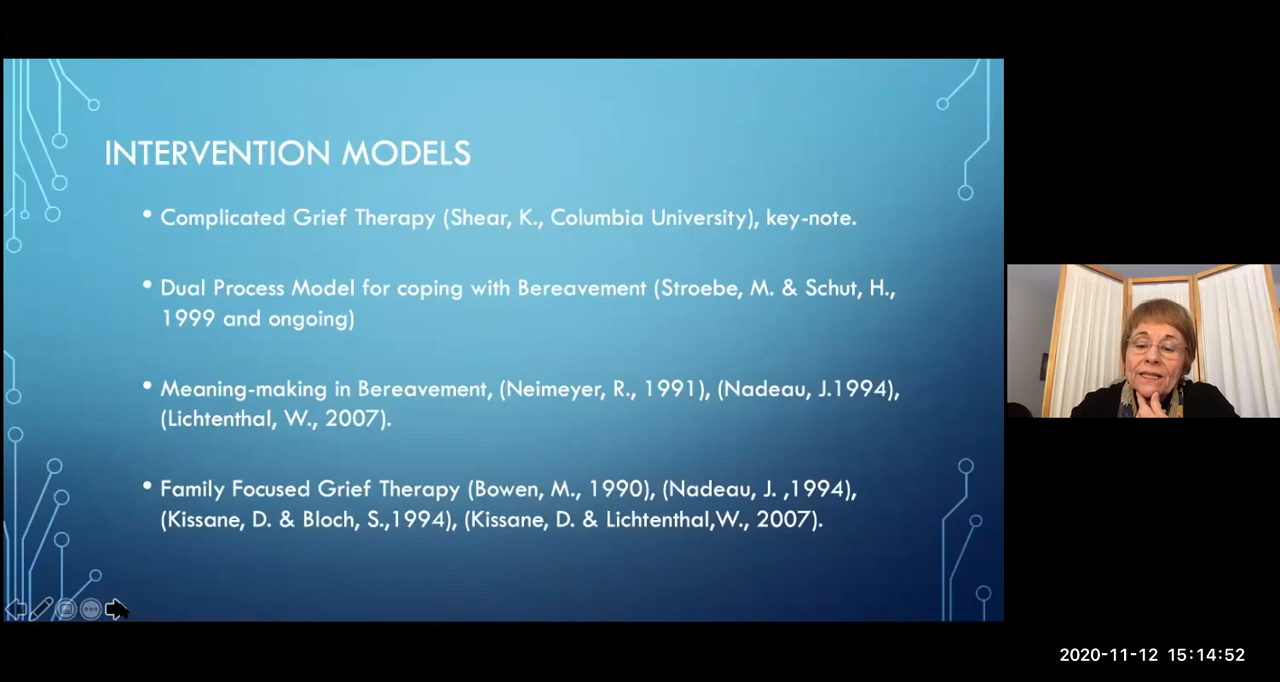 INTERVENTION MODELS
• Complicated Grief Therapy (Shear, K., Columbia University), key-note.
• Dual Process Model for coping with Bereavement (Stroebe, M. & Schut, H.,
1999 and ongoing)
• Meaning-making in Bereavement, (Neimeyer, R., 1991), (Nadeau, J.1994),
(Lichtenthal, W., 2007).
• Family Focused Grief Therapy (Bowen, M., 1990), (Nadeau, J. ,1994),
(Kissane, D. & Bloch, S.,1994), (Kissane, D. & Lichtenthal,W., 2007).
2020-11-12 15:14:52